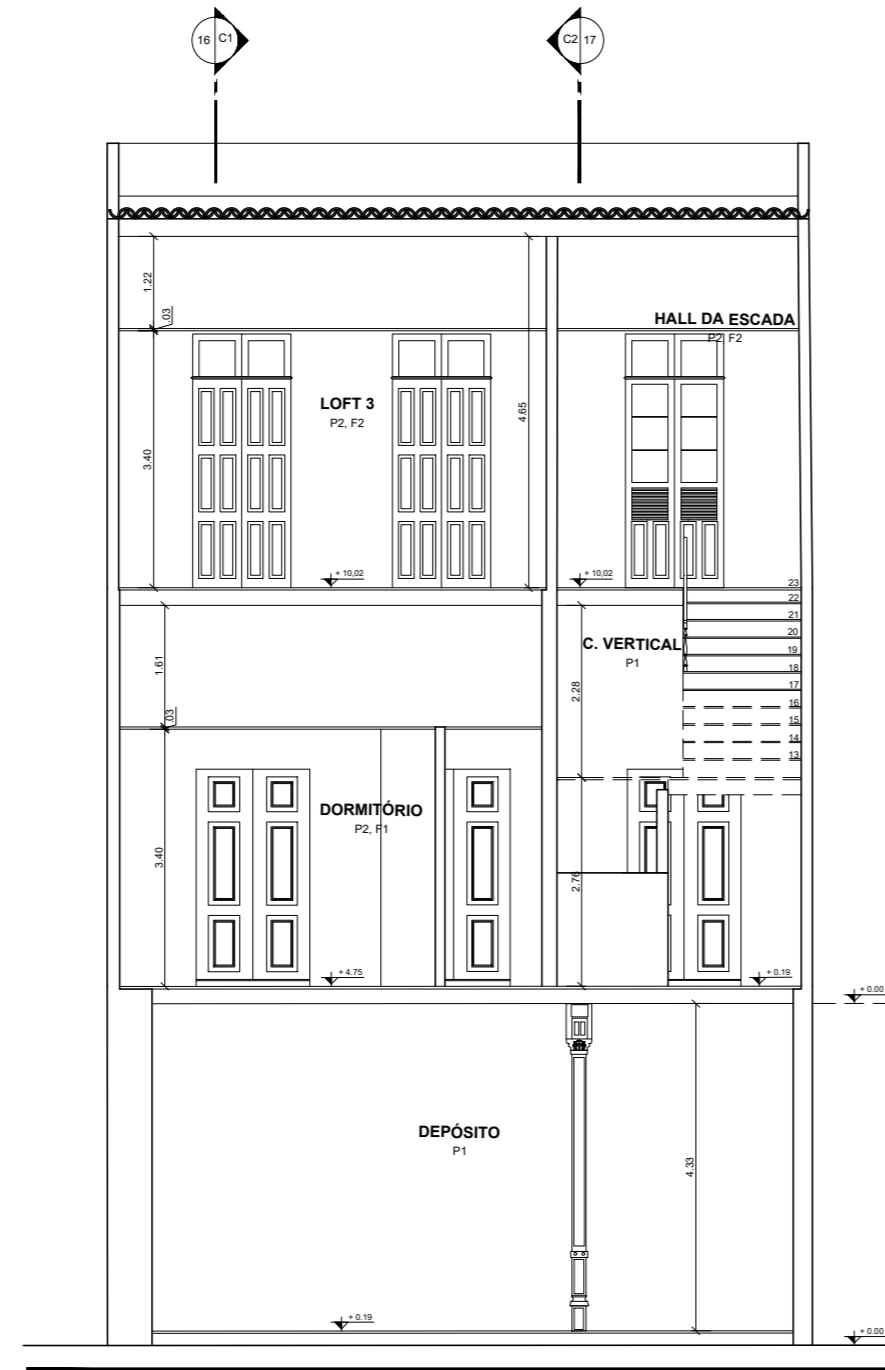 16 C1
C2 17
1.22
.03
HALL DA ESCADA
P2, F2
LOFT 3
P2, F2
4.65
3.40
+ 10,02
+ 10,02
23
22
21
20
19
18
17
16
15
14
13
C. VERTICAL
P1
1.61
.03
2.28
DORMITÓRIO
P2, F1
3.40
2.76
+ 4.75
+ 0.19
+ 0.00
DEPÓSITO
P1
4.33
+ 0.19
+ 0.00